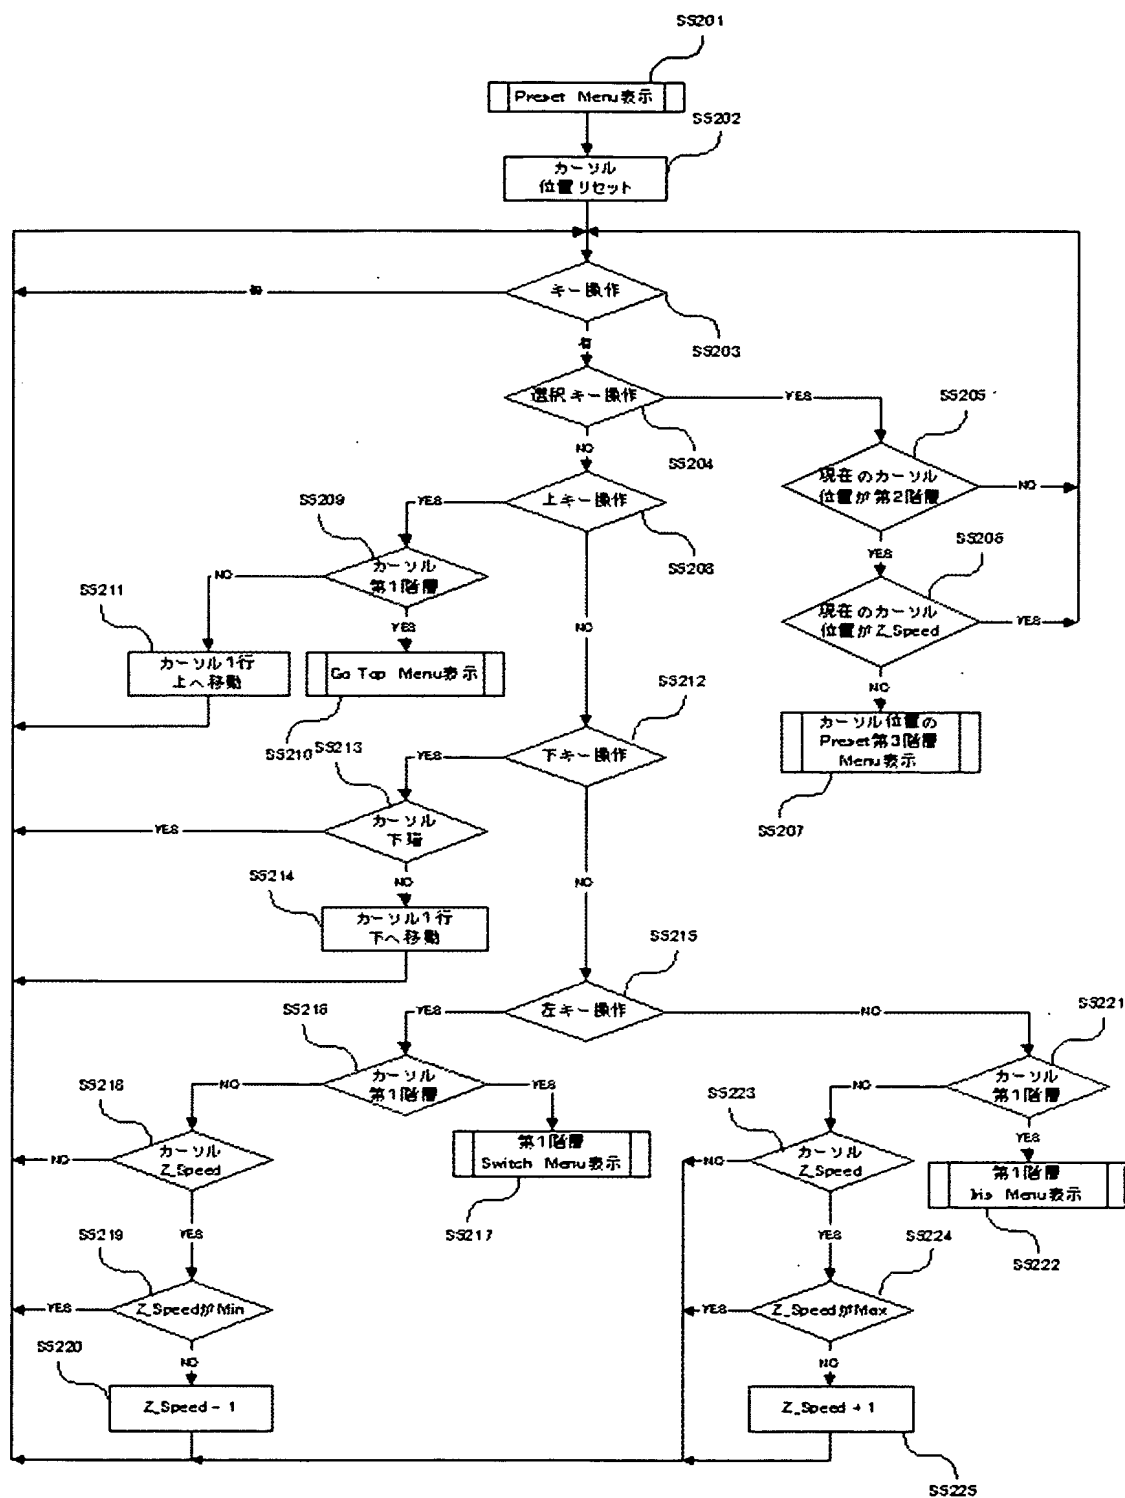 SS201
Preset Menu表示
SS202
カーソル
位置リセット
キー操作
無
SS203
有
選択キー操作
YES
SS205
SS204
NO
現在のカーソル
位置が第2階層
NO
SS209
YES
上キー操作
SS208
YES
SS206
カーソル
第1階層
NO
SS211
現在のカーソル
位置がZ_Speed
YES
YES
NO
カーソル1行
上へ移動
Go Top Menu表示
NO
SS212
カーソル位置の
Preset第3階層
Menu表示
SS210
SS213
YES
下キー操作
SS207
カーソル
下端
YES
NO
SS214
NO
カーソル1行
下へ移動
SS215
SS216
YES
左キー操作
NO
SS221
カーソル
第1階層
NO
YES
SS218
カーソル
第1階層
NO
SS223
YES
カーソル
Z_Speed
NO
第1階層
Switch Menu表示
カーソル
Z_Speed
NO
第1階層
Iris Menu表示
SS217
YES
SS219
YES
SS224
SS222
Z_SpeedがMin
YES
Z_SpeedがMax
YES
SS220
NO
NO
Z_Speed - 1
Z_Speed + 1
SS225